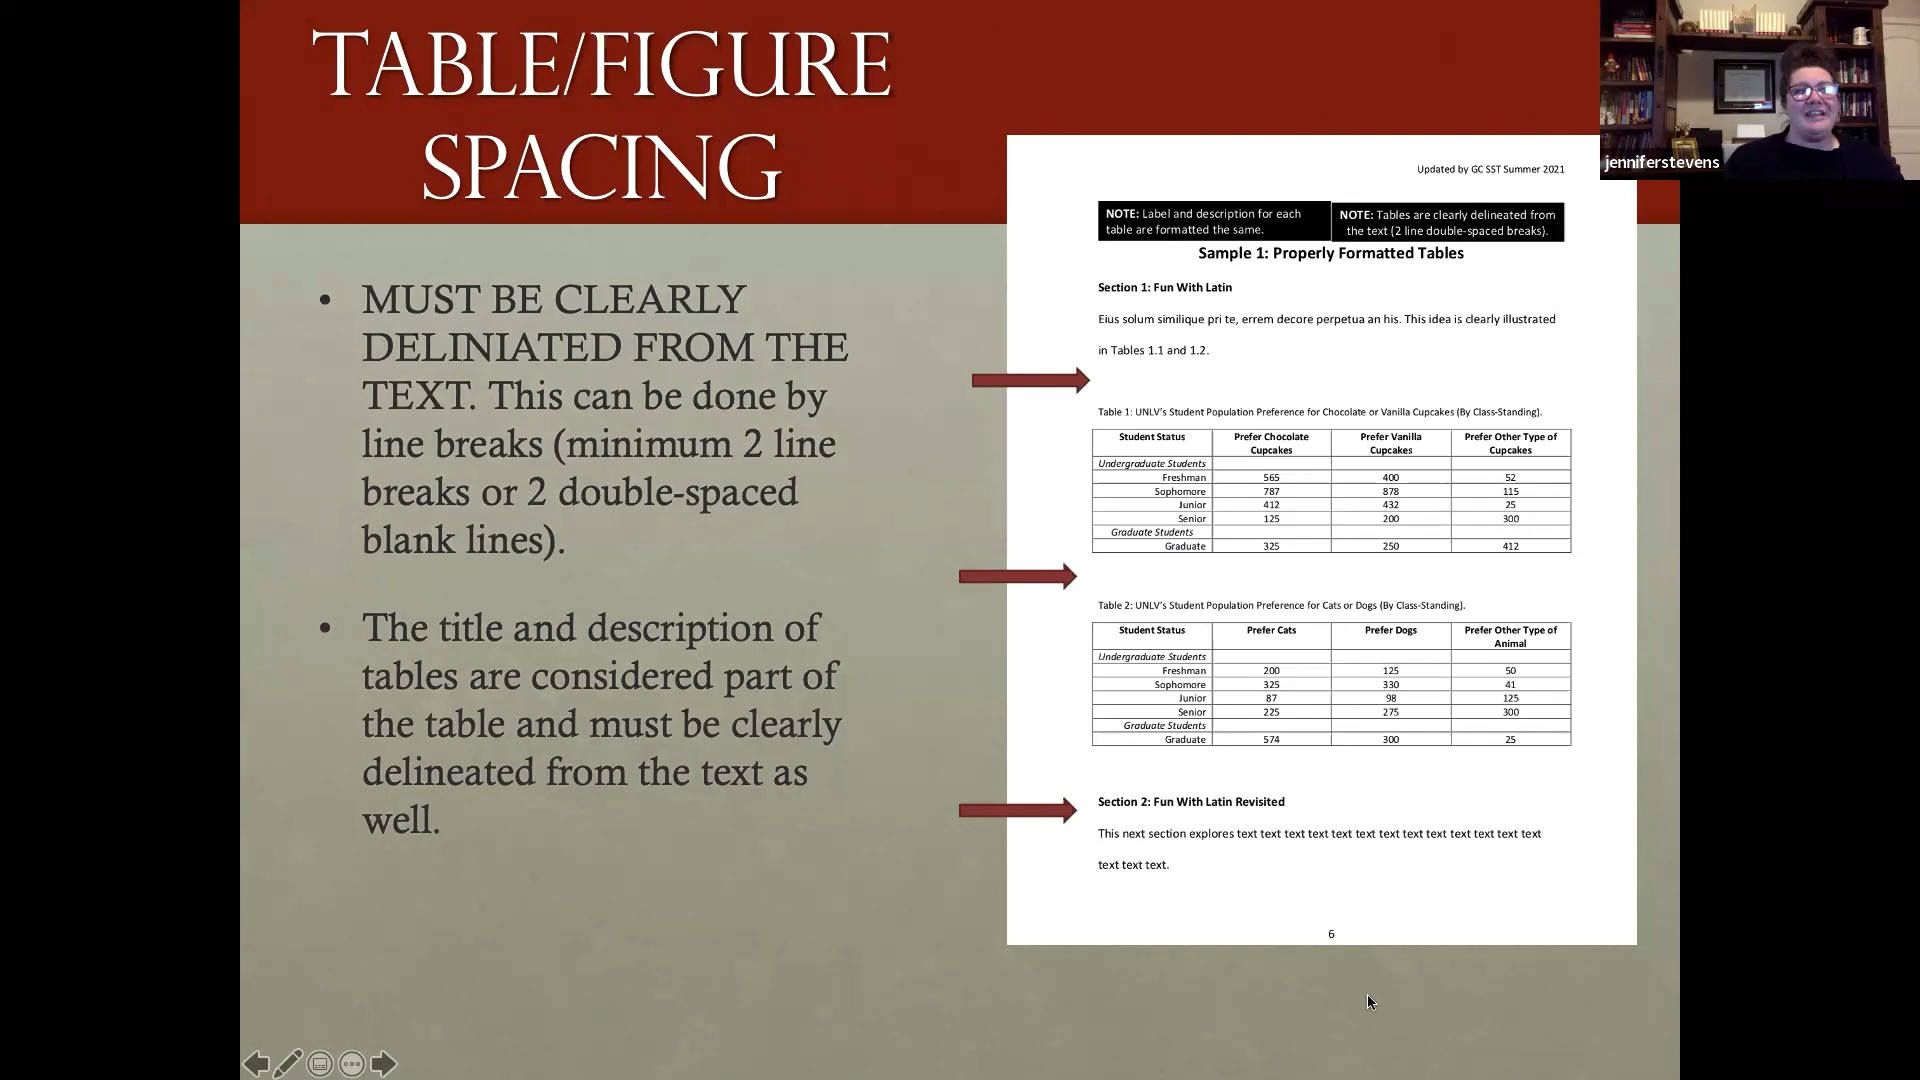 TABLE/FIGURE
SPACING
• MUST BE CLEARLY
DELINIATED FROM THE
TEXT. This can be done by
line breaks (minimum 2 line
breaks or 2 double-spaced
blank lines).
• The title and description of
tables are considered part of
the table and must be clearly
delineated from the text as
well.
jenniferstevens
Updated by GC SST Summer 2021
NOTE: Label and description for each
table are formatted the same.
NOTE: Tables are clearly delineated from
the text (2 line double-spaced breaks).
Sample 1: Properly Formatted Tables
Section 1: Fun With Latin
Eius solum similique pri te, errem decore perpetua an his. This idea is clearly illustrated
in Tables 1.1 and 1.2.
Table 1: UNLV's Student Population Preference for Chocolate or Vanilla Cupcakes (By Class-Standing).
Student Status Prefer Chocolate Cupcakes Prefer Vanilla Cupcakes Prefer Other Type of Cupcakes
Undergraduate Students
Freshman 565 400 52
Sophomore 787 878 115
Junior 412 432 25
Senior 125 200 300
Graduate Students
Graduate 325 250 412
Table 2: UNLV's Student Population Preference for Cats or Dogs (By Class-Standing).
Student Status Prefer Cats Prefer Dogs Prefer Other Type of Animal
Undergraduate Students
Freshman 200 125 50
Sophomore 325 330 41
Junior 87 98 125
Senior 225 275 300
Graduate Students
Graduate 574 300 25
Section 2: Fun With Latin Revisited
This next section explores text text text text text text text text text text text text text
text text text.
6